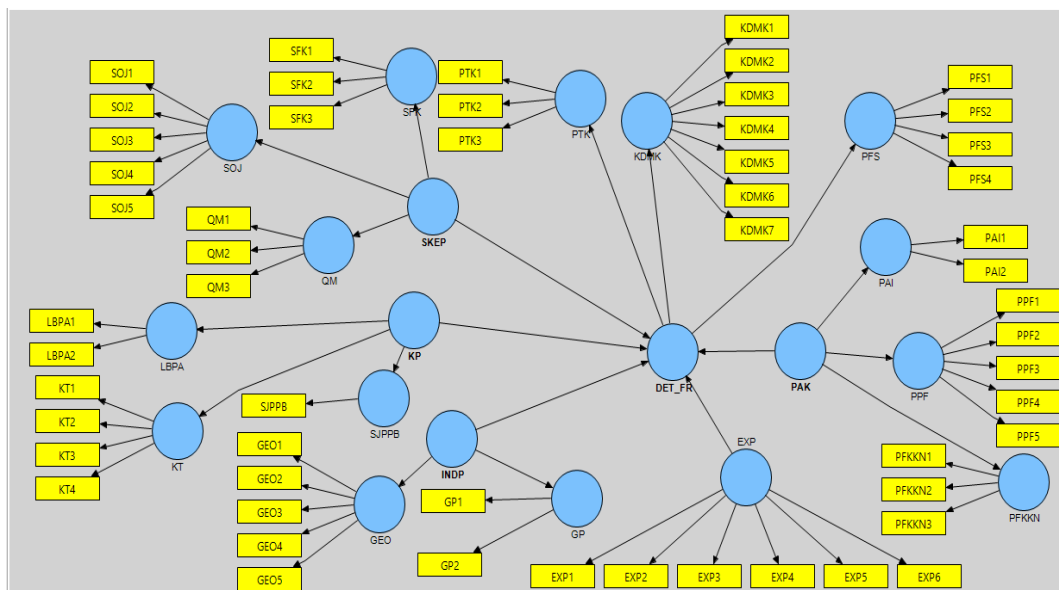 SOJ1
SOJ2
SOJ3
SOJ4
SOJ5
SOJ
SFK1
SFK2
SFK3
SFK
PTK1
PTK2
PTK3
PTK
KDMK1
KDMK2
KDMK3
KDMK4
KDMK5
KDMK6
KDMK7
KDMK
PFS1
PFS2
PFS3
PFS4
PFS
QM1
QM2
QM3
QM
SKEP
PAI1
PAI2
PAI
LBPA1
LBPA2
LBPA
KP
DET_FR
PAK
PPF1
PPF2
PPF3
PPF4
PPF5
PPF
KT1
KT2
KT3
KT4
KT
SJPPB
SJPPB
INDP
GEO1
GEO2
GEO3
GEO4
GEO5
GEO
GP1
GP2
GP
EXP
EXP1
EXP2
EXP3
EXP4
EXP5
EXP6
PFKKN1
PFKKN2
PFKKN3
PFKKN